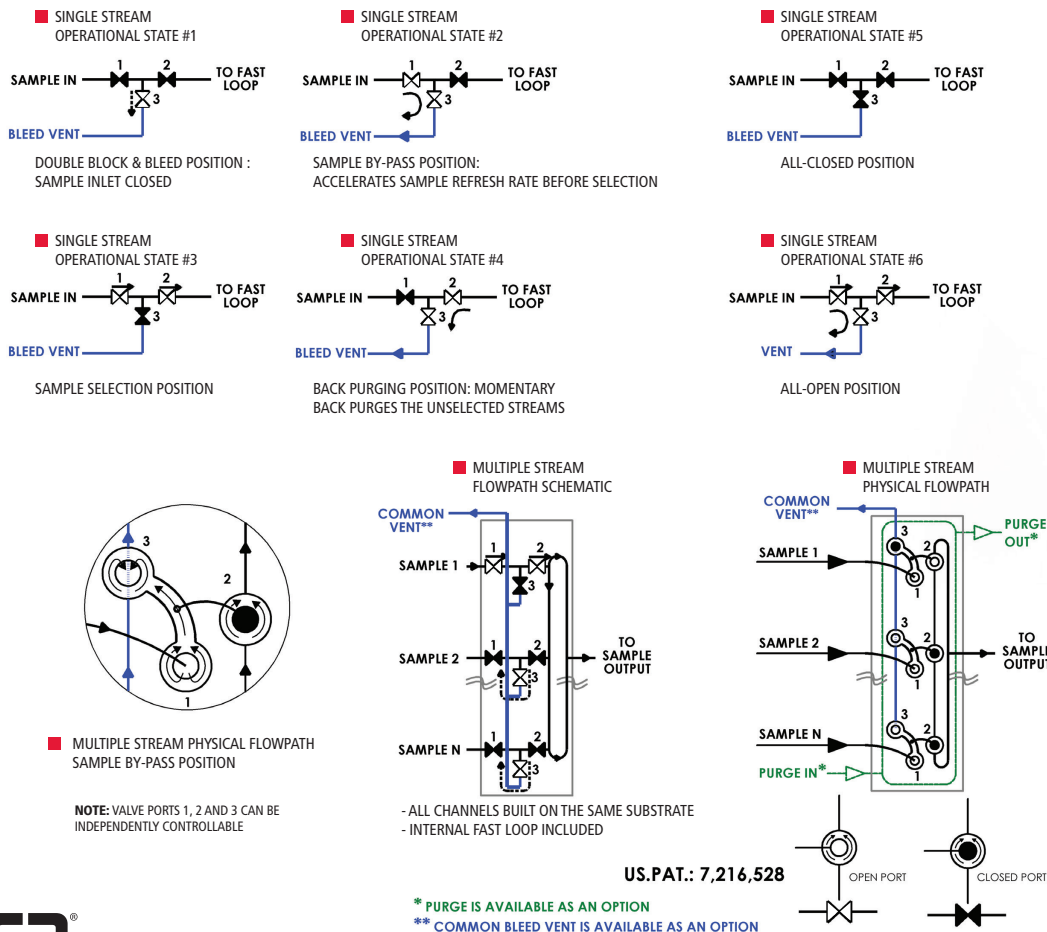 SINGLE STREAM
OPERATIONAL STATE #1
1
2
SAMPLE IN
TO FAST
LOOP
3
BLEED VENT
DOUBLE BLOCK & BLEED POSITION :
SAMPLE INLET CLOSED
SINGLE STREAM
OPERATIONAL STATE #2
1
2
SAMPLE IN
TO FAST
LOOP
3
BLEED VENT
SAMPLE BY-PASS POSITION:
ACCELERATES SAMPLE REFRESH RATE BEFORE SELECTION
SINGLE STREAM
OPERATIONAL STATE #5
1
2
SAMPLE IN
TO FAST
LOOP
3
BLEED VENT
ALL-CLOSED POSITION
SINGLE STREAM
OPERATIONAL STATE #3
1
2
SAMPLE IN
TO FAST
LOOP
3
BLEED VENT
SAMPLE SELECTION POSITION
SINGLE STREAM
OPERATIONAL STATE #4
1
2
SAMPLE IN
TO FAST
LOOP
3
BLEED VENT
BACK PURGING POSITION: MOMENTARY
BACK PURGES THE UNSELECTED STREAMS
SINGLE STREAM
OPERATIONAL STATE #6
1
2
SAMPLE IN
TO FAST
LOOP
3
VENT
ALL-OPEN POSITION
3
2
1
MULTIPLE STREAM PHYSICAL FLOWPATH
SAMPLE BY-PASS POSITION
NOTE: VALVE PORTS 1, 2 AND 3 CAN BE
INDEPENDENTLY CONTROLLABLE
MULTIPLE STREAM
FLOWPATH SCHEMATIC
COMMON
VENT**
1
2
SAMPLE 1
3
1
2
SAMPLE 2
3
TO
SAMPLE
OUTPUT
1
2
SAMPLE N
3
- ALL CHANNELS BUILT ON THE SAME SUBSTRATE
- INTERNAL FAST LOOP INCLUDED
MULTIPLE STREAM
PHYSICAL FLOWPATH
COMMON
VENT**
PURGE
OUT*
3
2
SAMPLE 1
1
3
2
SAMPLE 2
1
TO
SAMPLE
OUTPUT
3
2
SAMPLE N
1
PURGE IN*
US.PAT.: 7,216,528
OPEN PORT
CLOSED PORT
* PURGE IS AVAILABLE AS AN OPTION
** COMMON BLEED VENT IS AVAILABLE AS AN OPTION
®